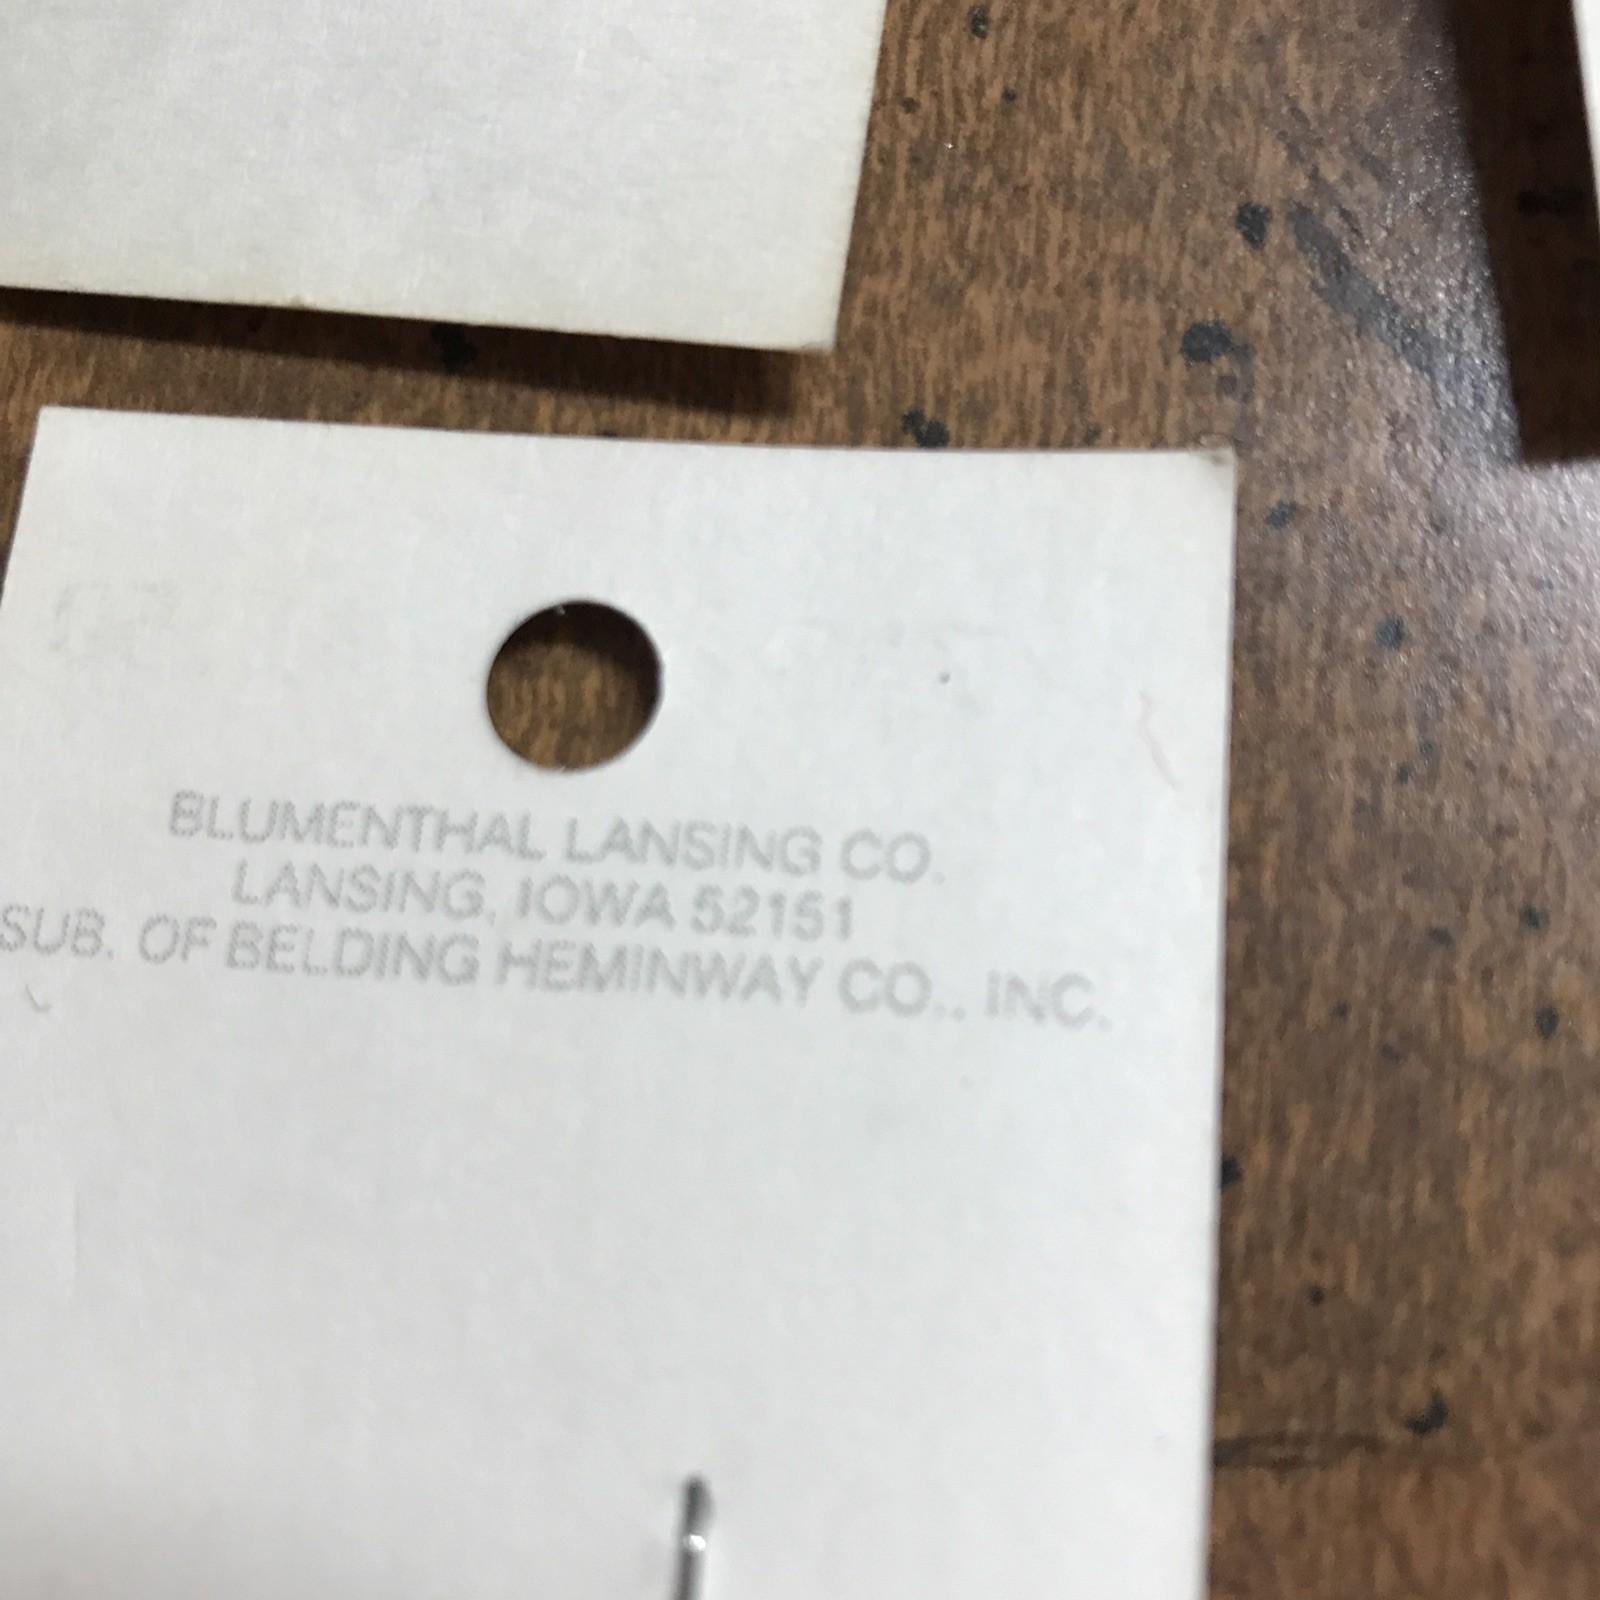 BLUMENTHAL LANSING CO.
LANSING, IOWA 52151
SUB. OF BELDING HEMINWAY CO., INC.